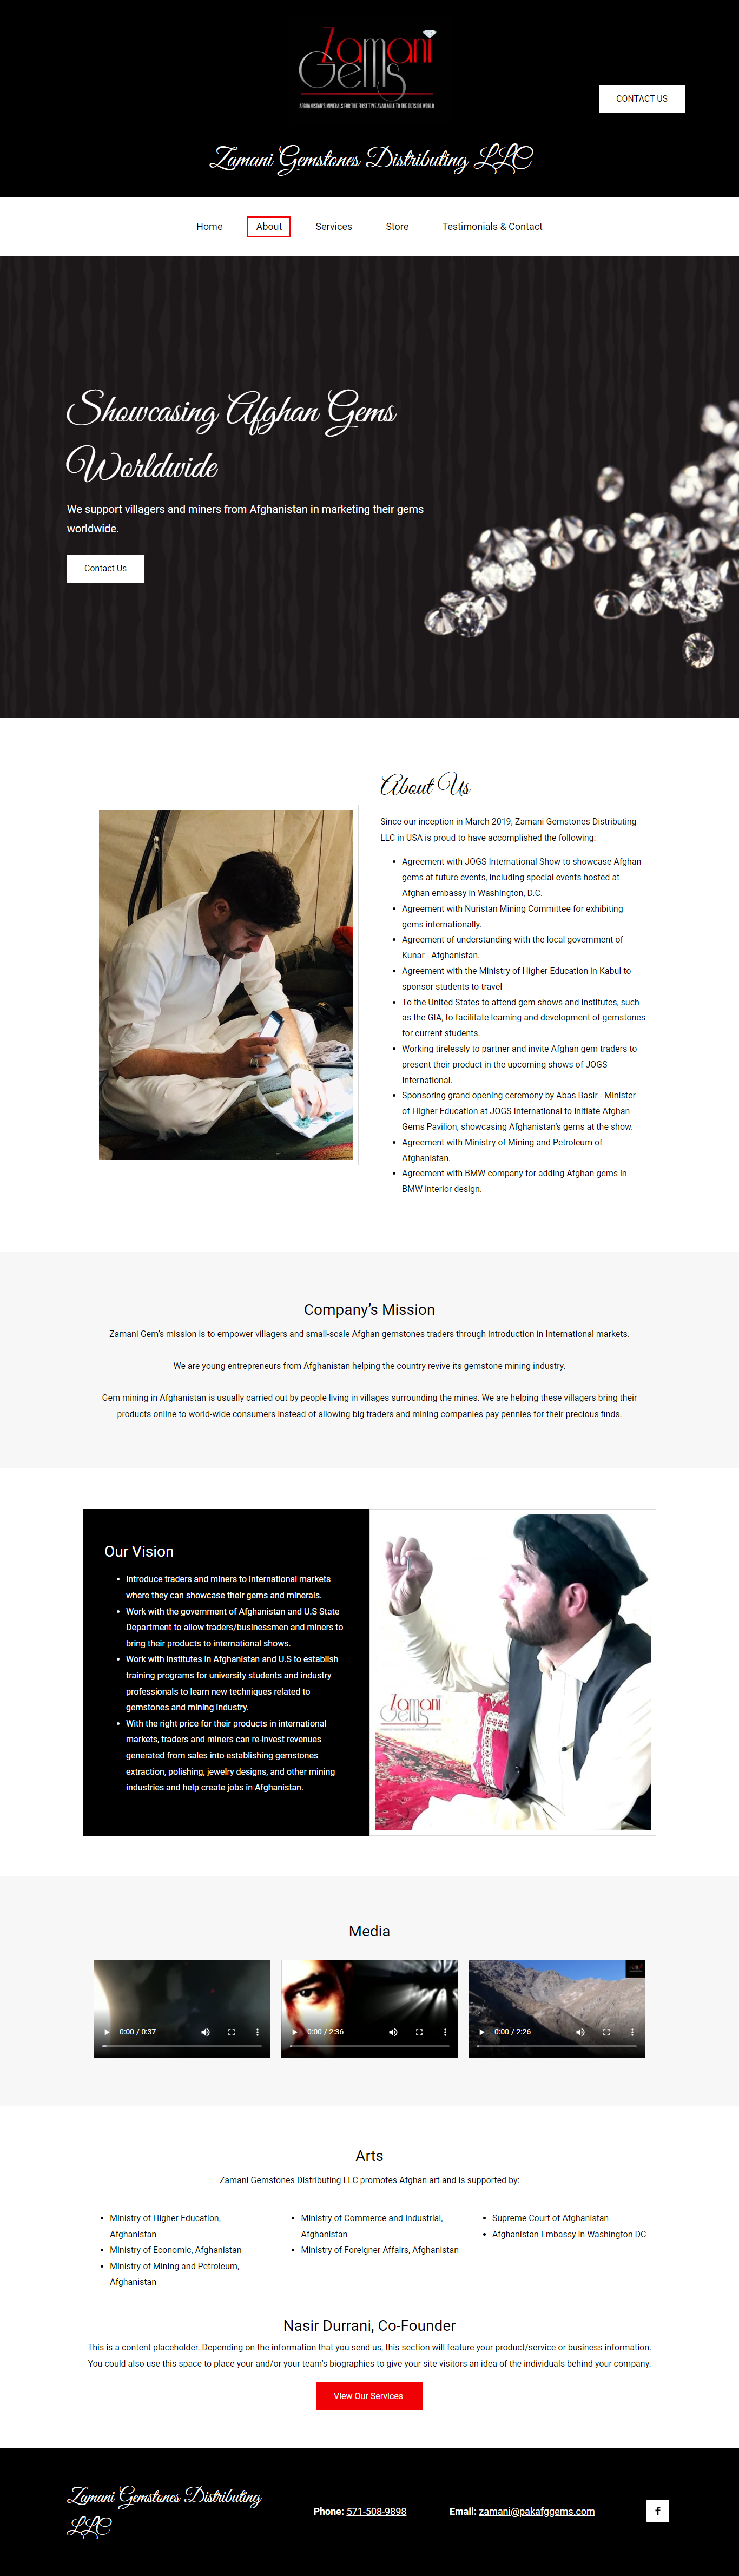 Zamani
Gems
AFGHANISTAN'S MINERALS FOR THE FIRST TIME AVAILABLE TO THE OUTSIDE WORLD
CONTACT US
Zamani Gemstones Distributing LLC
Home
About
Services
Store
Testimonials & Contact
Showcasing Afghan Gems
Worldwide
We support villagers and miners from Afghanistan in marketing their gems
worldwide.
Contact Us
About Us
Since our inception in March 2019, Zamani Gemstones Distributing
LLC in USA is proud to have accomplished the following:
• Agreement with JOGS International Show to showcase Afghan
gems at future events, including special events hosted at
Afghan embassy in Washington, D.C.
• Agreement with Nuristan Mining Committee for exhibiting
gems internationally.
• Agreement of understanding with the local government of
Kunar - Afghanistan.
• Agreement with the Ministry of Higher Education in Kabul to
sponsor students to travel
• To the United States to attend gem shows and institutes, such
as the GIA, to facilitate learning and development of gemstones
for current students.
• Working tirelessly to partner and invite Afghan gem traders to
present their product in the upcoming shows of JOGS
International.
• Sponsoring grand opening ceremony by Abas Basir - Minister
of Higher Education at JOGS International to initiate Afghan
Gems Pavilion, showcasing Afghanistan's gems at the show.
• Agreement with Ministry of Mining and Petroleum of
Afghanistan.
• Agreement with BMW company for adding Afghan gems in
BMW interior design.
Company's Mission
Zamani Gem's mission is to empower villagers and small-scale Afghan gemstones traders through introduction in International markets.
We are young entrepreneurs from Afghanistan helping the country revive its gemstone mining industry.
Gem mining in Afghanistan is usually carried out by people living in villages surrounding the mines. We are helping these villagers bring their
products online to world-wide consumers instead of allowing big traders and mining companies pay pennies for their precious finds.
Our Vision
• Introduce traders and miners to international markets
where they can showcase their gems and minerals.
• Work with the government of Afghanistan and U.S State
Department to allow traders/businessmen and miners to
bring their products to international shows.
• Work with institutes in Afghanistan and U.S to establish
training programs for university students and industry
professionals to learn new techniques related to
gemstones and mining industry.
• With the right price for their products in international
markets, traders and miners can re-invest revenues
generated from sales into establishing gemstones
extraction, polishing, jewelry designs, and other mining
industries and help create jobs in Afghanistan.
Zamani
Gems
Media
0:00 / 0:37
0:00 / 2:36
0:00 / 2:26
Arts
Zamani Gemstones Distributing LLC promotes Afghan art and is supported by:
• Ministry of Higher Education,
Afghanistan
• Ministry of Economic, Afghanistan
• Ministry of Mining and Petroleum,
Afghanistan
• Ministry of Commerce and Industrial,
Afghanistan
• Ministry of Foreigner Affairs, Afghanistan
• Supreme Court of Afghanistan
• Afghanistan Embassy in Washington DC
Nasir Durrani, Co-Founder
This is a content placeholder. Depending on the information that you send us, this section will feature your product/service or business information.
You could also use this space to place your and/or your team's biographies to give your site visitors an idea of the individuals behind your company.
View Our Services
Zamani Gemstones Distributing
LLC
Phone: 571-508-9898
Email: zamani@pakafggems.com
f